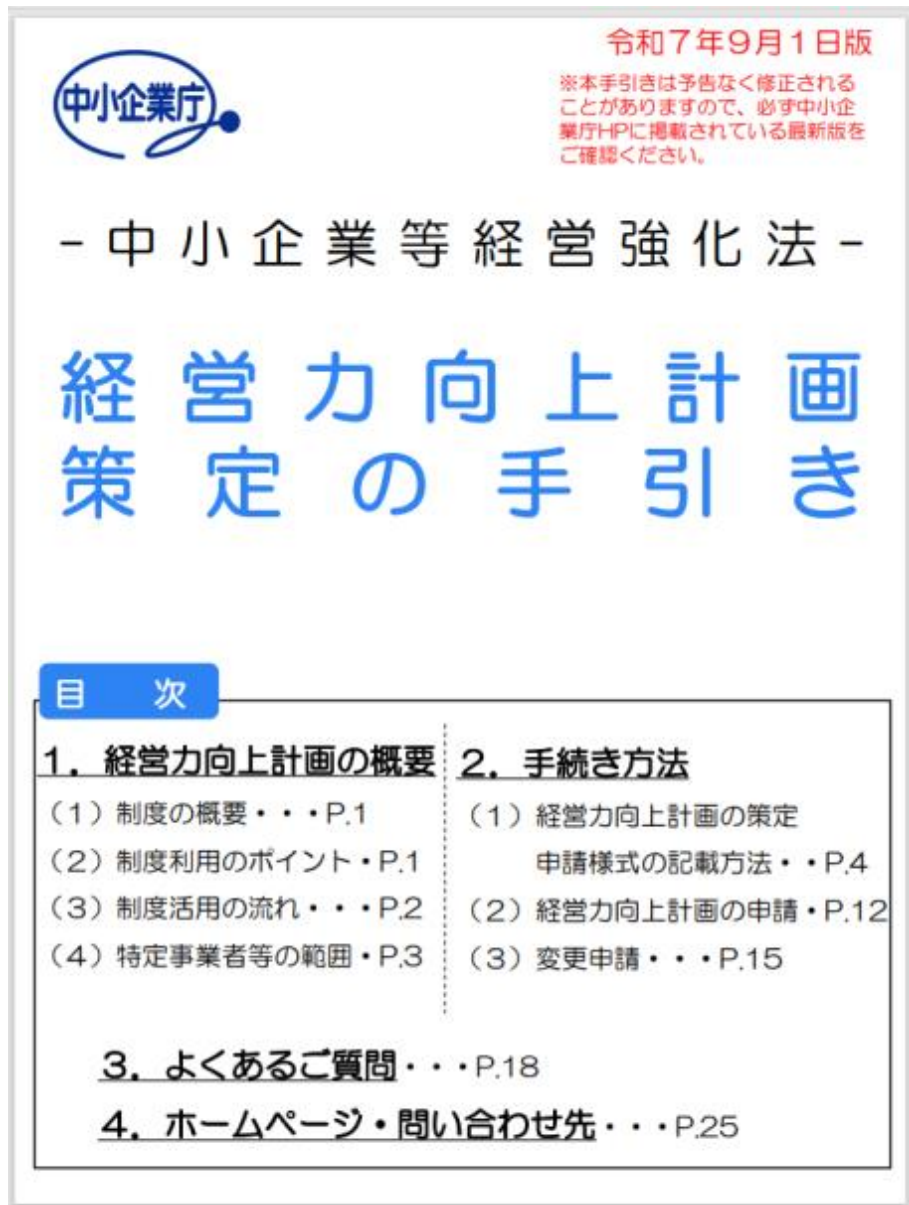 中小企業庁
令和7年9月1日版
※本手引きは予告なく修正される
ことがありますので、必ず中小企
業庁HPに掲載されている最新版を
ご確認ください。
-中小企業等経営強化法-
経営力向上計画
策定の手引き
目 次
1．経営力向上計画の概要
（1）制度の概要・・・P.1
（2）制度利用のポイント・P.1
（3）制度活用の流れ・・・P.2
（4）特定事業者等の範囲・P.3
2．手続き方法
（1）経営力向上計画の策定
申請様式の記載方法・・P.4
（2）経営力向上計画の申請・P.12
（3）変更申請・・・P.15
3．よくあるご質問・・・P.18
4．ホームページ・問い合わせ先・・・P.25